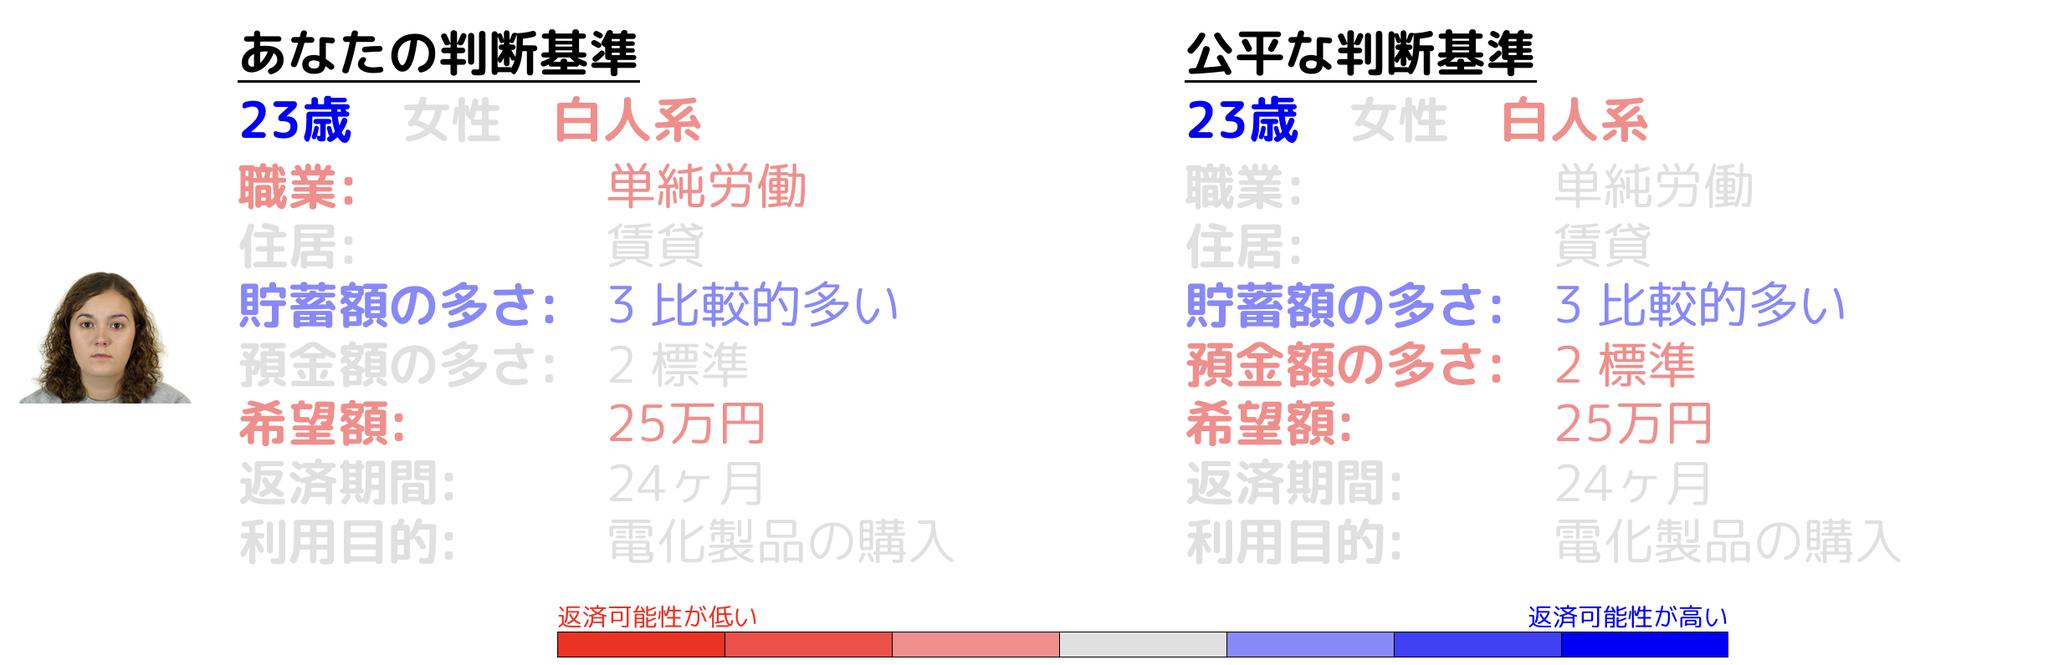 あなたの判断基準
23歳 女性 白人系
職業: 単純労働
住居: 賃貸
貯蓄額の多さ: 3 比較的多い
預金額の多さ: 2 標準
希望額: 25万円
返済期間: 24ヶ月
利用目的: 電化製品の購入
公平な判断基準
23歳 女性 白人系
職業: 単純労働
住居: 賃貸
貯蓄額の多さ: 3 比較的多い
預金額の多さ: 2 標準
希望額: 25万円
返済期間: 24ヶ月
利用目的: 電化製品の購入
返済可能性が低い
返済可能性が高い